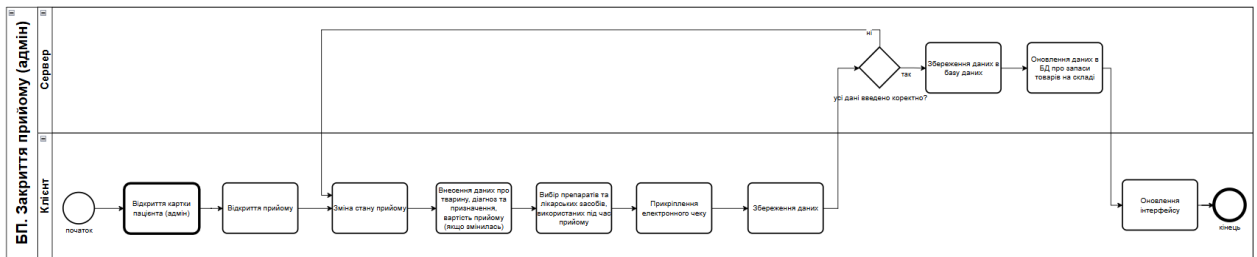 БП. Закриття прийому (адмін)
Сервер
ні
так
усі дані введено коректно?
Збереження даних в
базу даних
Оновлення даних в
БД про запаси
товарів на складі
Клієнт
початок
Відкриття картки
пацієнта (адмін)
Відкриття прийому
Зміна стану прийому
Внесення даних про
тварину, діагноз та
призначення,
вартість прийому
(якщо змінилась)
Вибір препаратів та
лікарських засобів,
використаних під час
прийому
Прикріплення
електронного чеку
Збереження даних
Оновлення
інтерфейсу
кінець